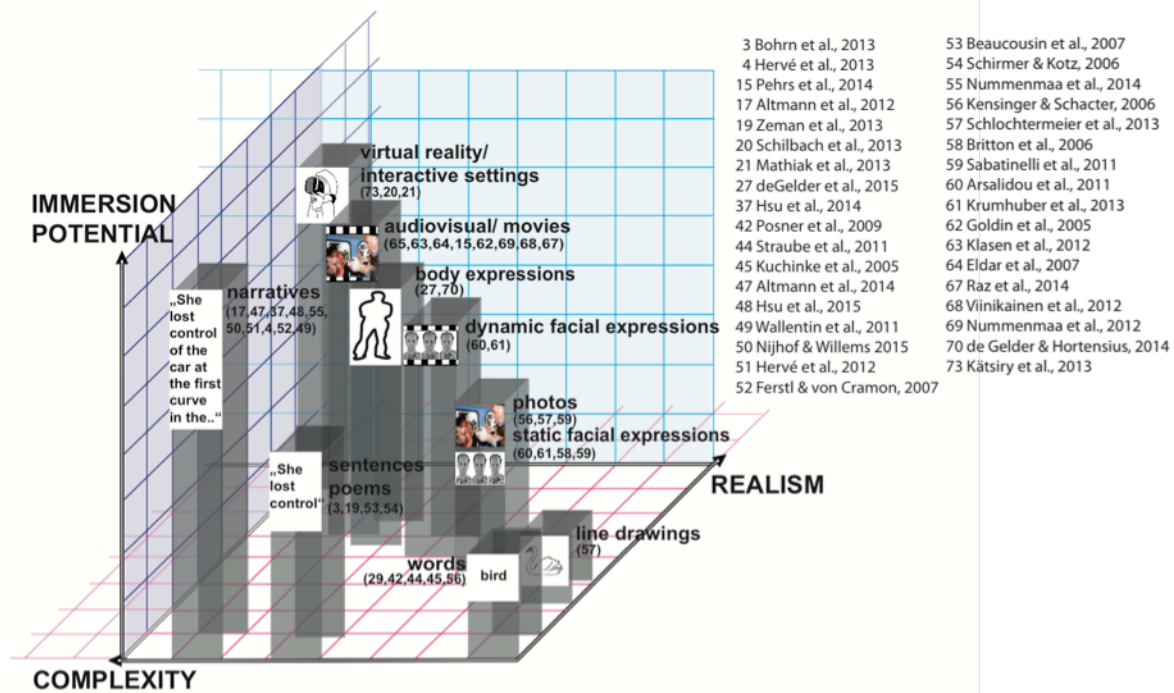 virtual reality/
interactive settings
(73,20,21)
IMMERSION
POTENTIAL
audiovisual/ movies
(65,63,64,15,62,69,68,67)
body expressions
(27,70)
narratives
(17,47,37,48,55,
50,51,4,52,49)
„She
lost
control
of the
car at
the first
curve
in the..“
dynamic facial expressions
(60,61)
photos
(56,57,59)
static facial expressions
(60,61,58,59)
„She
lost
control“
sentences
poems
(3,19,53,54)
REALISM
line drawings
(57)
words
(29,42,44,45,56)
bird
COMPLEXITY
3 Bohrn et al., 2013
4 Hervé et al., 2013
15 Pehrs et al., 2014
17 Altmann et al., 2012
19 Zeman et al., 2013
20 Schilbach et al., 2013
21 Mathiak et al., 2013
27 deGelder et al., 2015
37 Hsu et al., 2014
42 Posner et al., 2009
44 Straube et al., 2011
45 Kuchinke et al., 2005
47 Altmann et al., 2014
48 Hsu et al., 2015
49 Wallentin et al., 2011
50 Nijhof & Willems 2015
51 Hervé et al., 2012
52 Ferstl & von Cramon, 2007
53 Beaucousin et al., 2007
54 Schirmer & Kotz, 2006
55 Nummenmaa et al., 2014
56 Kensinger & Schacter, 2006
57 Schlochtermeier et al., 2013
58 Britton et al., 2006
59 Sabatinelli et al., 2011
60 Arsalidou et al., 2011
61 Krumhuber et al., 2013
62 Goldin et al., 2005
63 Klasen et al., 2012
64 Eldar et al., 2007
67 Raz et al., 2014
68 Viinikainen et al., 2012
69 Nummenmaa et al., 2012
70 de Gelder & Hortensius, 2014
73 Kätsiry et al., 2013